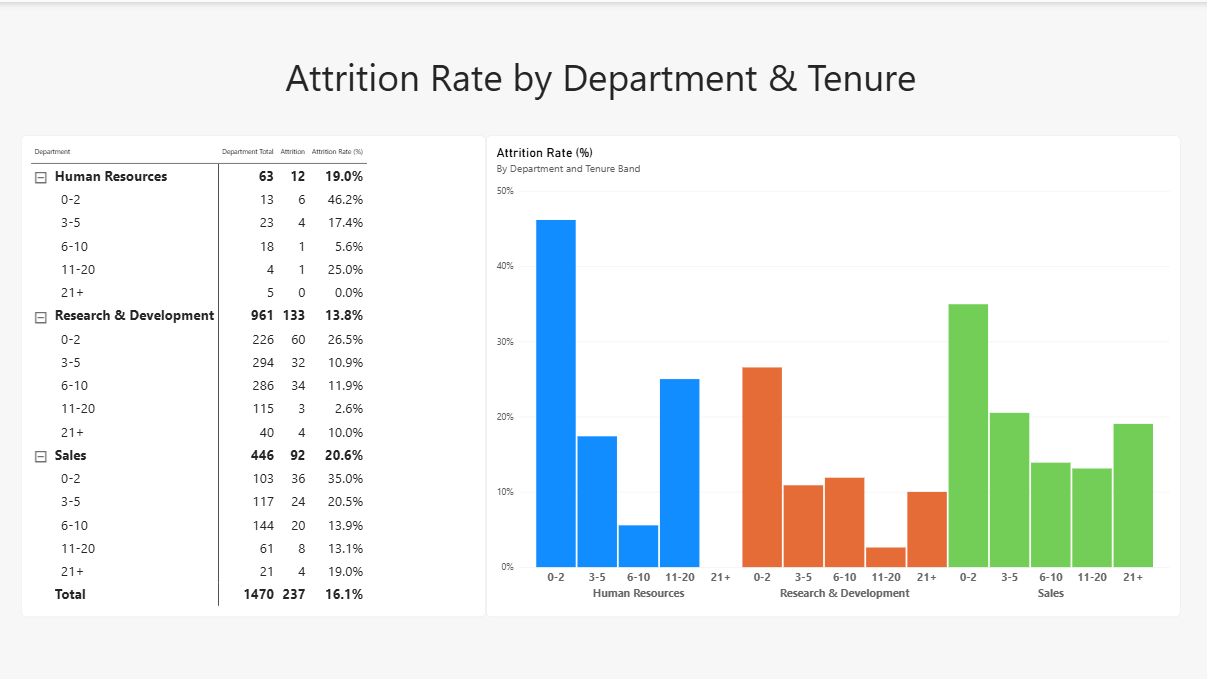 Attrition Rate by Department & Tenure
Department Department Total Attrition Attrition Rate (%)
Human Resources 63 12 19.0%
0-2 13 6 46.2%
3-5 23 4 17.4%
6-10 18 1 5.6%
11-20 4 1 25.0%
21+ 5 0 0.0%
Research & Development 961 133 13.8%
0-2 226 60 26.5%
3-5 294 32 10.9%
6-10 286 34 11.9%
11-20 115 3 2.6%
21+ 40 4 10.0%
Sales 446 92 20.6%
0-2 103 36 35.0%
3-5 117 24 20.5%
6-10 144 20 13.9%
11-20 61 8 13.1%
21+ 21 4 19.0%
Total 1470 237 16.1%
Attrition Rate (%)
By Department and Tenure Band
50%
40%
30%
20%
10%
0%
0-2 3-5 6-10 11-20 21+ 0-2 3-5 6-10 11-20 21+ 0-2 3-5 6-10 11-20 21+
Human Resources Research & Development Sales